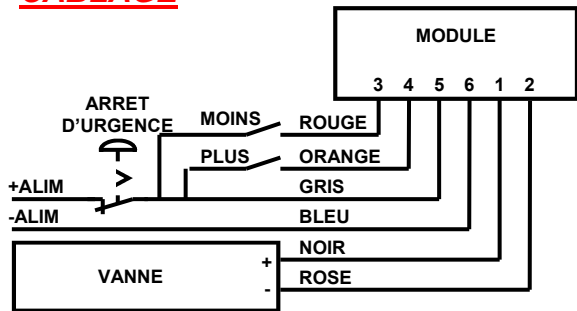 CABLAGE
MODULE
3 4 5 6 1 2
ARRET
D'URGENCE
MOINS ROUGE
PLUS ORANGE
+ALIM GRIS
-ALIM BLEU
NOIR
VANNE + -
ROSE